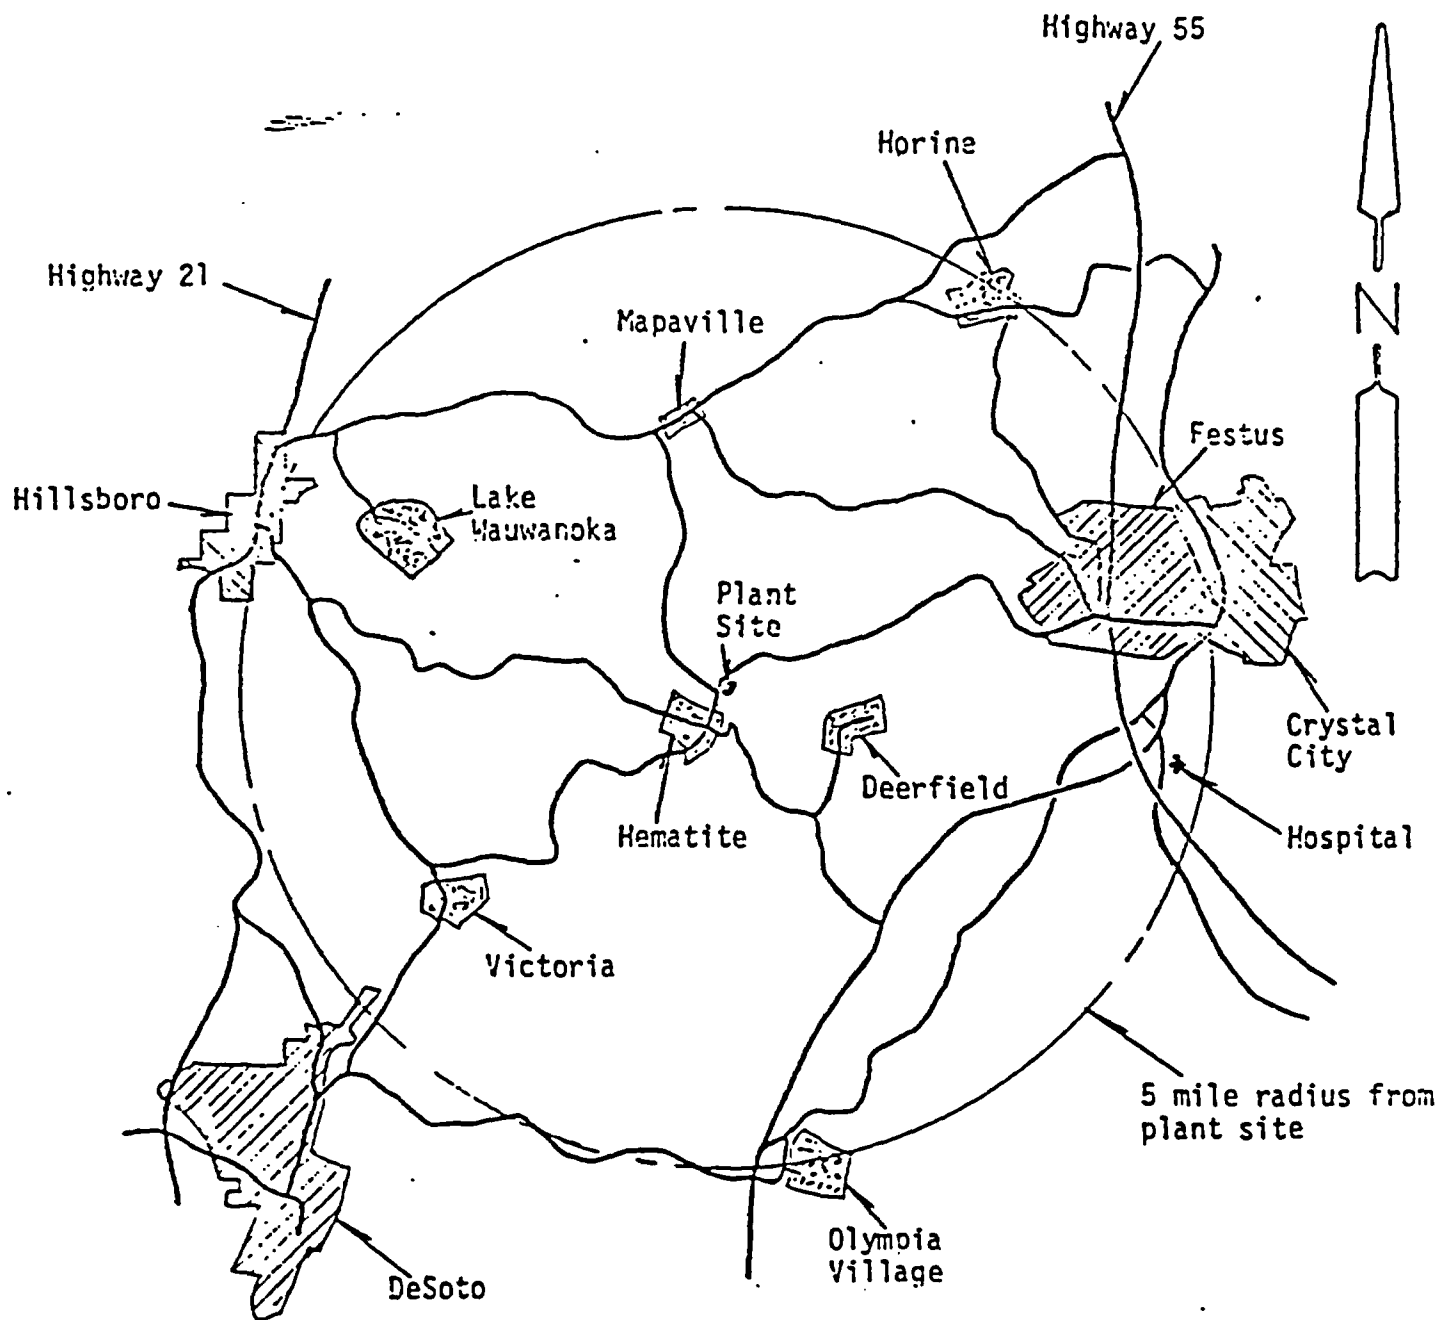 Highway 55
Horine
Highway 21
N
Mapaville
Festus
Hillsboro
Lake
Wauwanoka
Plant
Site
Crystal
City
Deerfield
Hematite
Hospital
Victoria
5 mile radius from
plant site
Olympia
Village
DeSoto